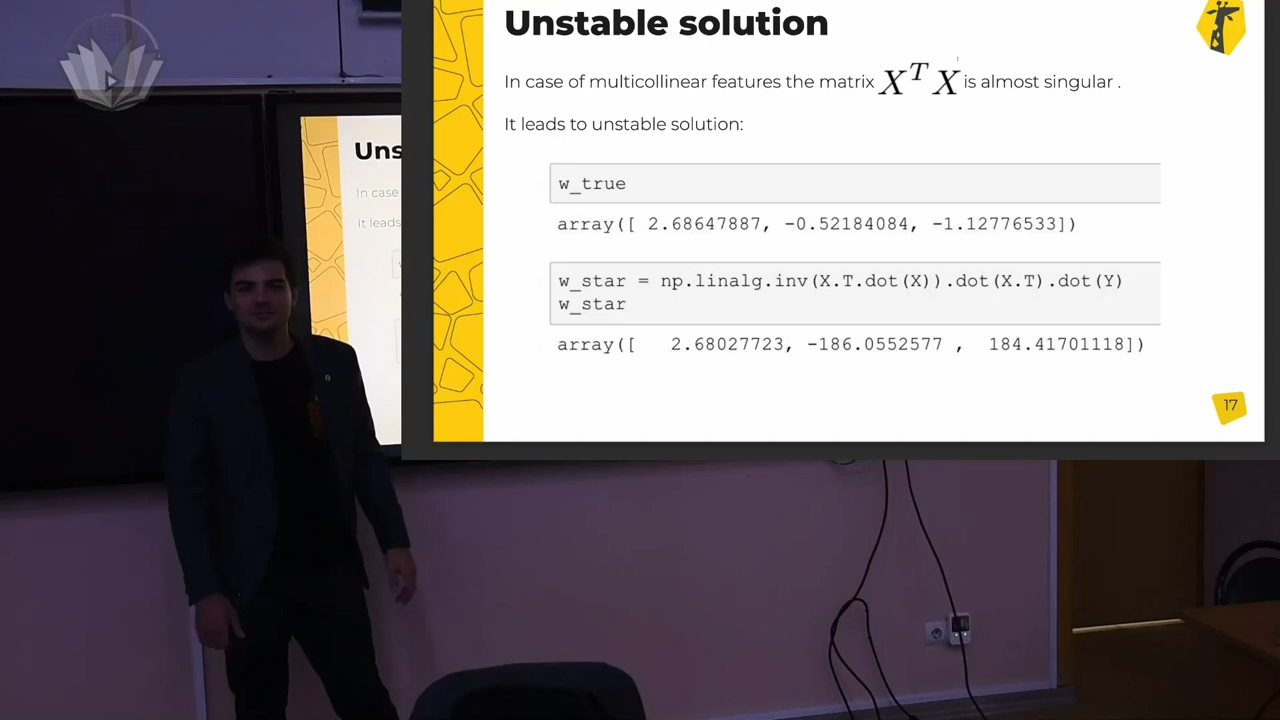 Unstable solution
In case of multicollinear features the matrix X^T X is almost singular .
It leads to unstable solution:
w_true
array([ 2.68647887, -0.52184084, -1.12776533])
w_star = np.linalg.inv(X.T.dot(X)).dot(X.T).dot(Y)
w_star
array([   2.68027723, -186.0552577 ,  184.41701118])
17
Uns
In case
It leads